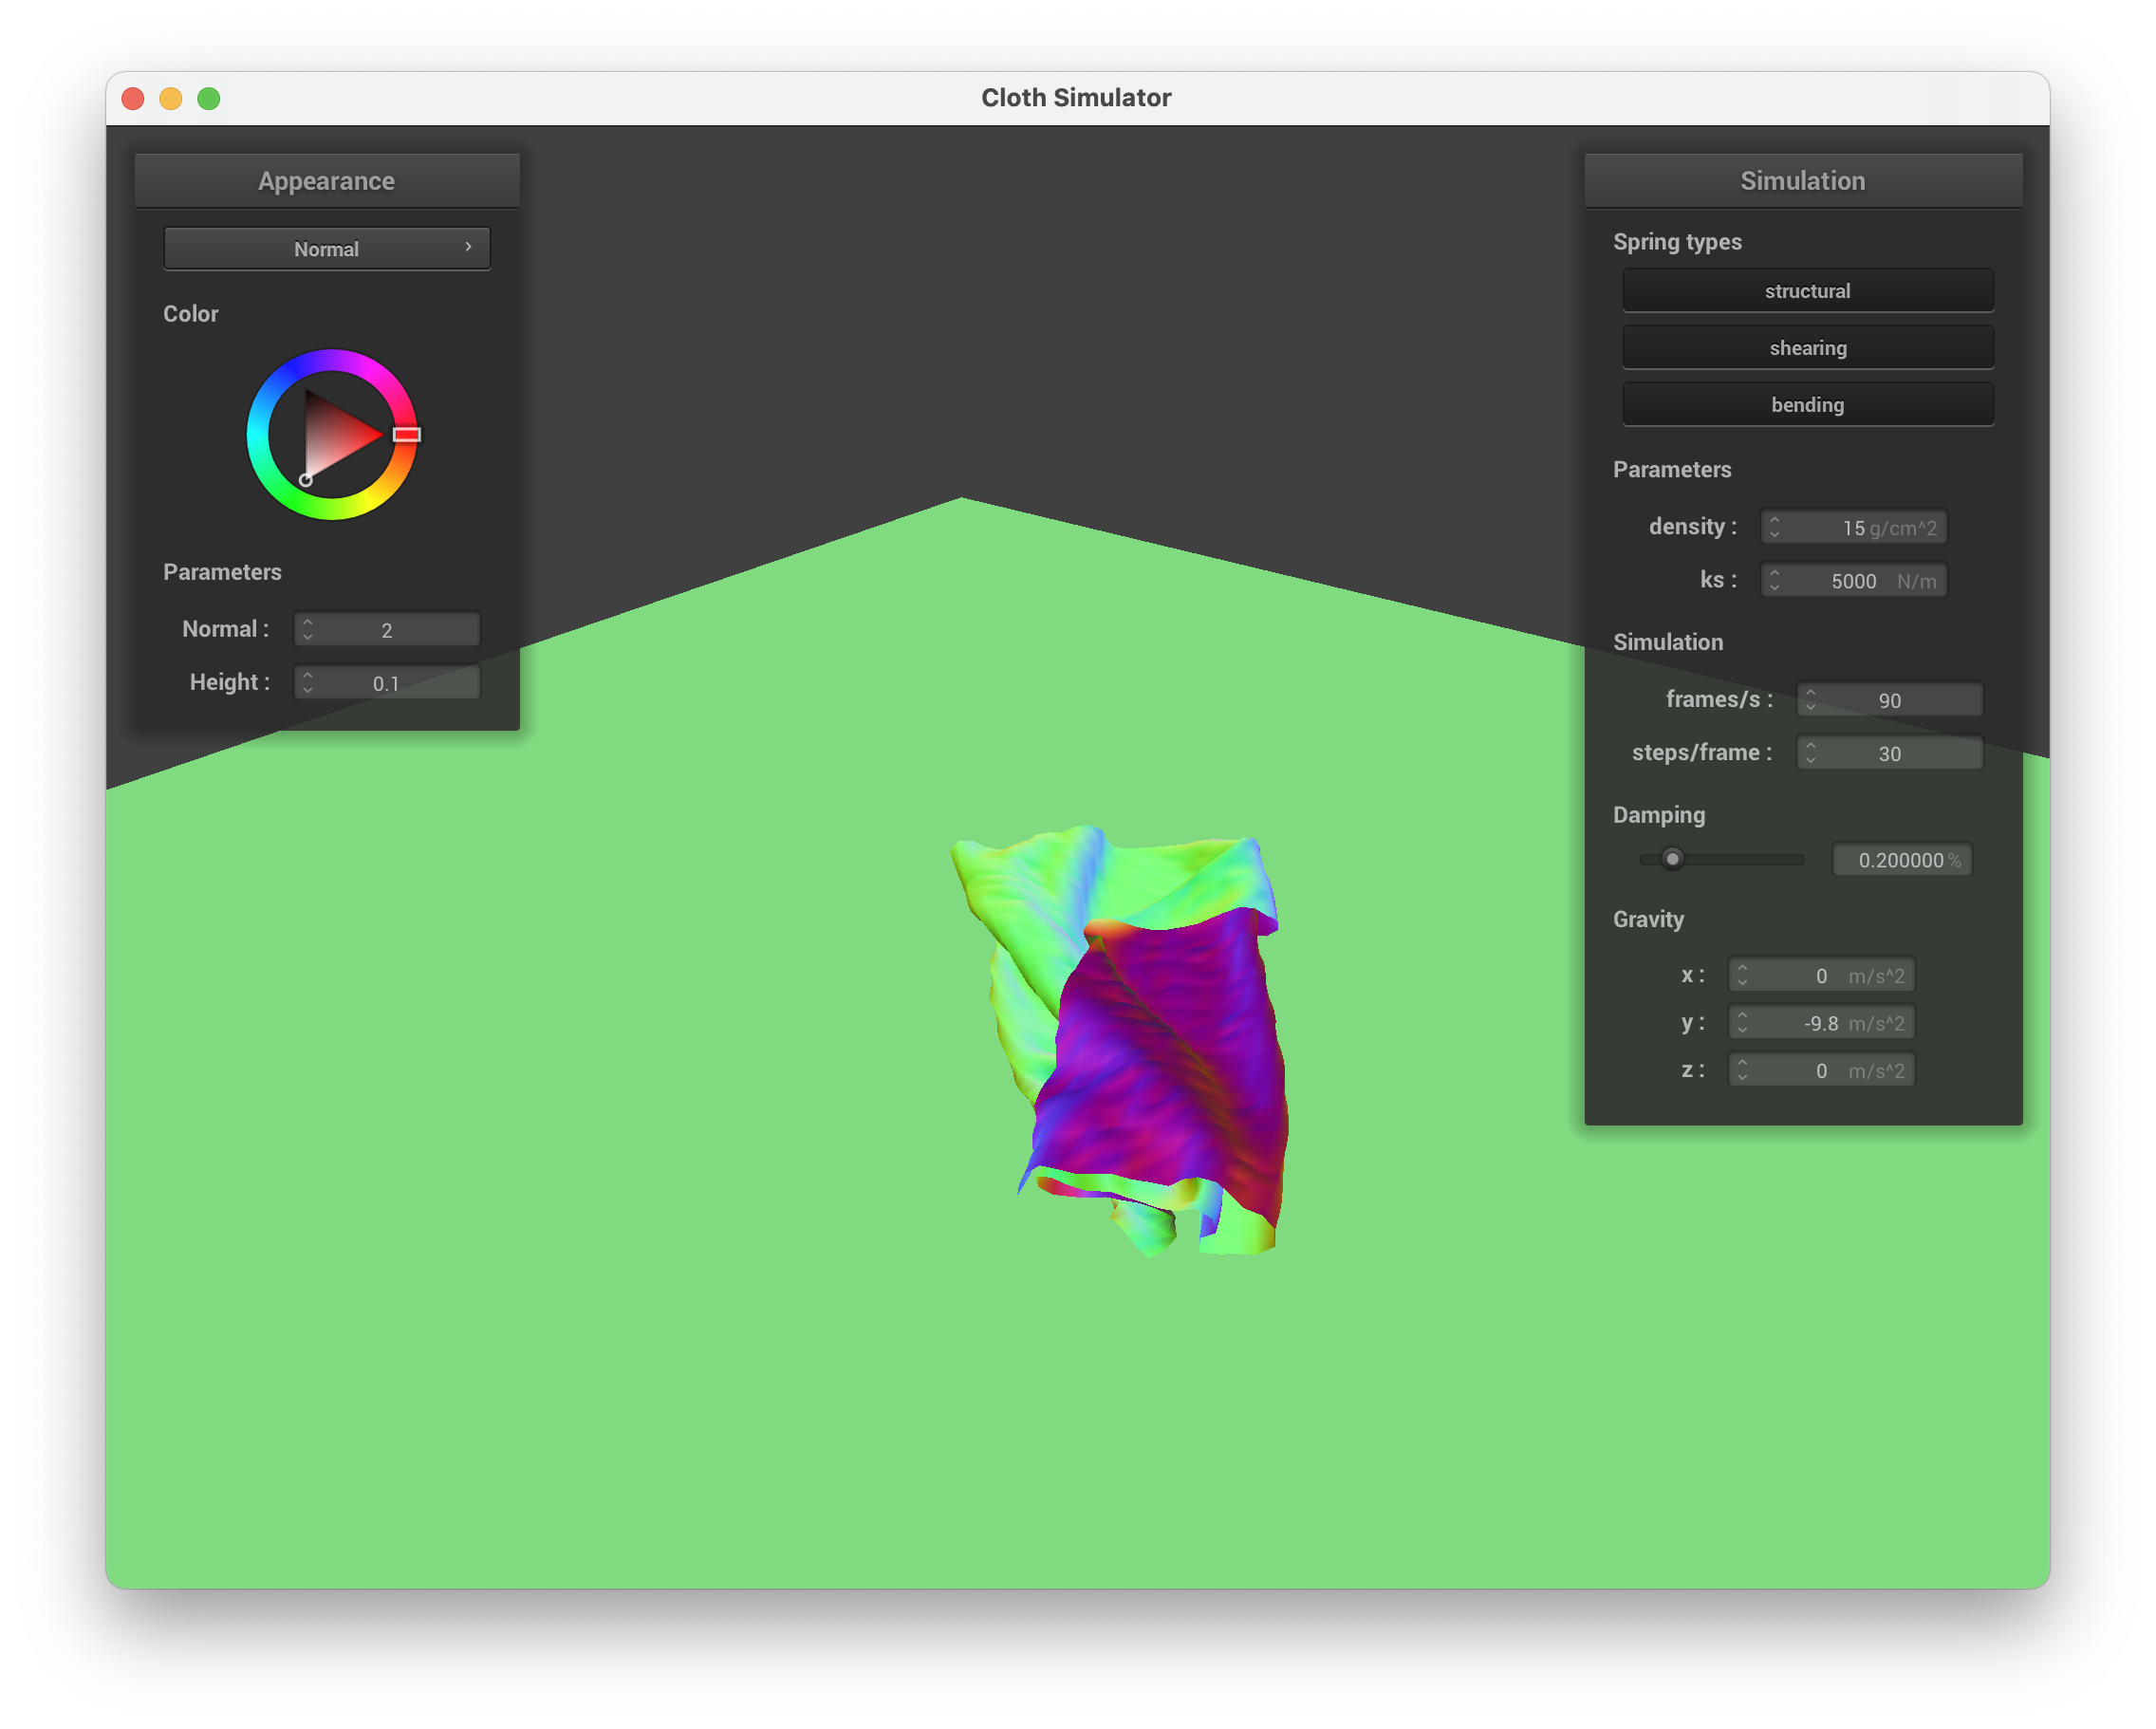 Cloth Simulator
Appearance
Normal
Color
Parameters
Normal : 2
Height : 0.1
Simulation
Spring types
structural
shearing
bending
Parameters
density : 15 g/cm^2
ks : 5000 N/m
Simulation
frames/s : 90
steps/frame : 30
Damping
0.200000 %
Gravity
x : 0 m/s^2
y : -9.8 m/s^2
z : 0 m/s^2